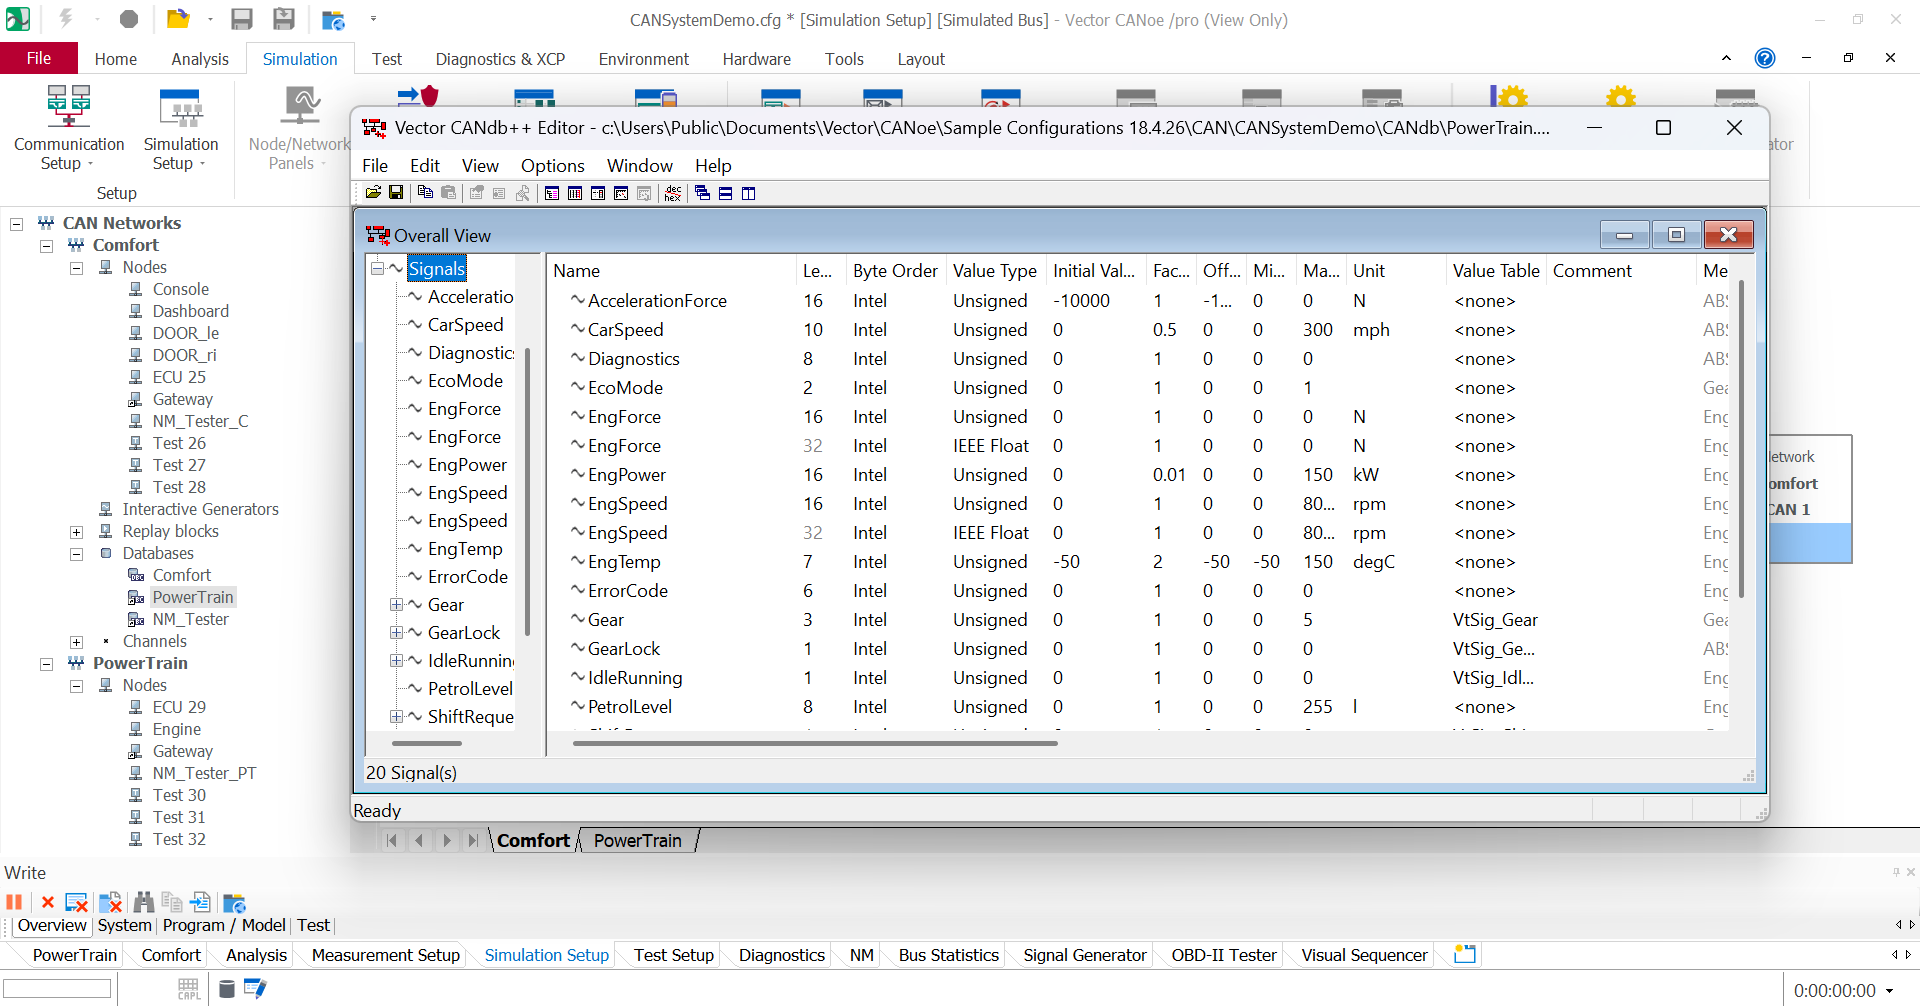 CANSystemDemo.cfg * [Simulation Setup] [Simulated Bus] - Vector CANoe /pro (View Only)
File Home Analysis Simulation Test Diagnostics & XCP Environment Hardware Tools Layout
Communication Setup
Simulation Setup
Node/Network Panels
Setup
CAN Networks
Comfort
Nodes
Console
Dashboard
DOOR_le
DOOR_ri
ECU 25
Gateway
NM_Tester_C
Test 26
Test 27
Test 28
Interactive Generators
Replay blocks
Databases
Comfort
PowerTrain
NM_Tester
Channels
PowerTrain
Nodes
ECU 29
Engine
Gateway
NM_Tester_PT
Test 30
Test 31
Test 32
Vector CANdb++ Editor - c:\Users\Public\Documents\Vector\CANoe\Sample Configurations 18.4.26\CAN\CANSystemDemo\CANdb\PowerTrain....
File Edit View Options Window Help
dec hex
Overall View
Signals
Acceleratio
CarSpeed
Diagnostic
EcoMode
EngForce
EngForce
EngPower
EngSpeed
EngSpeed
EngTemp
ErrorCode
Gear
GearLock
IdleRunnin
PetrolLevel
ShiftReque
Name Le... Byte Order Value Type Initial Val... Fac... Off... Mi... Ma... Unit Value Table Comment Me
AccelerationForce 16 Intel Unsigned -10000 1 -1... 0 0 N <none> ABS
CarSpeed 10 Intel Unsigned 0 0.5 0 0 300 mph <none> ABS
Diagnostics 8 Intel Unsigned 0 1 0 0 0 <none> ABS
EcoMode 2 Intel Unsigned 0 1 0 0 1 <none> Gea
EngForce 16 Intel Unsigned 0 1 0 0 0 N <none> Eng
EngForce 32 Intel IEEE Float 0 1 0 0 0 N <none> Eng
EngPower 16 Intel Unsigned 0 0.01 0 0 150 kW <none> Eng
EngSpeed 16 Intel Unsigned 0 1 0 0 80... rpm <none> Eng
EngSpeed 32 Intel IEEE Float 0 1 0 0 80... rpm <none> Eng
EngTemp 7 Intel Unsigned -50 2 -50 -50 150 degC <none> Eng
ErrorCode 6 Intel Unsigned 0 1 0 0 0 <none> Eng
Gear 3 Intel Unsigned 0 1 0 0 5 VtSig_Gear Gea
GearLock 1 Intel Unsigned 0 1 0 0 0 VtSig_Ge... ABS
IdleRunning 1 Intel Unsigned 0 1 0 0 0 VtSig_Idl... Eng
PetrolLevel 8 Intel Unsigned 0 1 0 0 255 l <none> Eng
20 Signal(s)
Ready
etwork
omfort
CAN 1
Comfort PowerTrain
Write
Overview System Program / Model Test
PowerTrain Comfort Analysis Measurement Setup Simulation Setup Test Setup Diagnostics NM Bus Statistics Signal Generator OBD-II Tester Visual Sequencer
CAPL
0:00:00:00